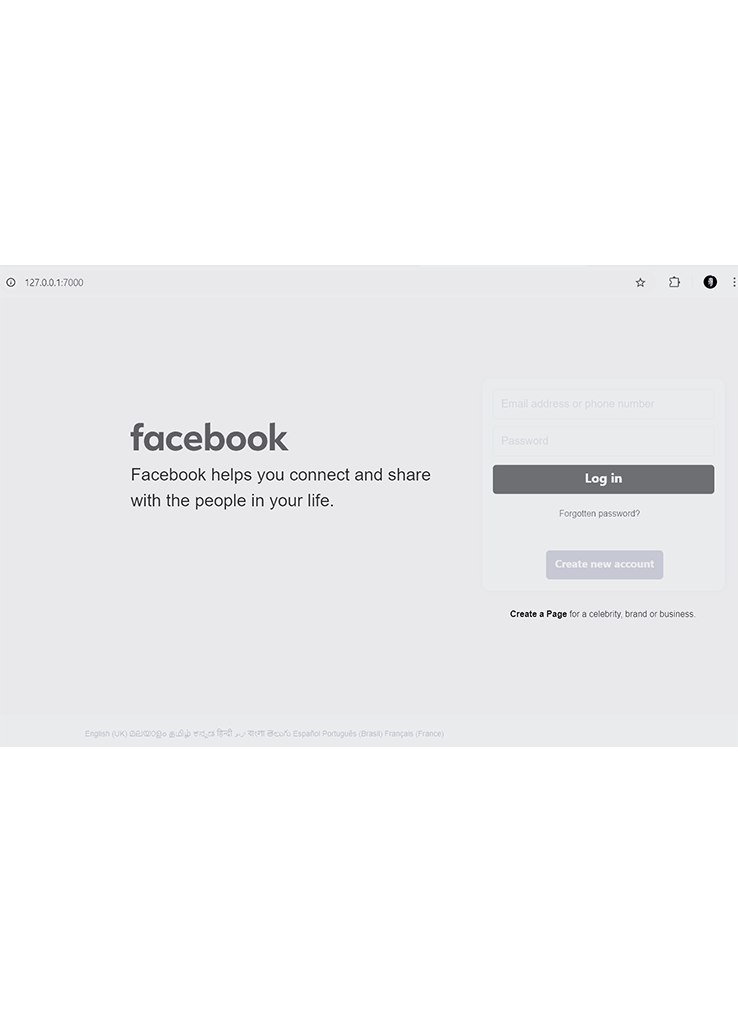 127.0.0.1:7000
facebook
Facebook helps you connect and share
with the people in your life.
Email address or phone number
Password
Log in
Forgotten password?
Create new account
Create a Page for a celebrity, brand or business.
English (UK) മലയാളം தமிழ் ಕನ್ನಡ हिन्दी اردو বাংলা తెలుగు Español Português (Brasil) Français (France)